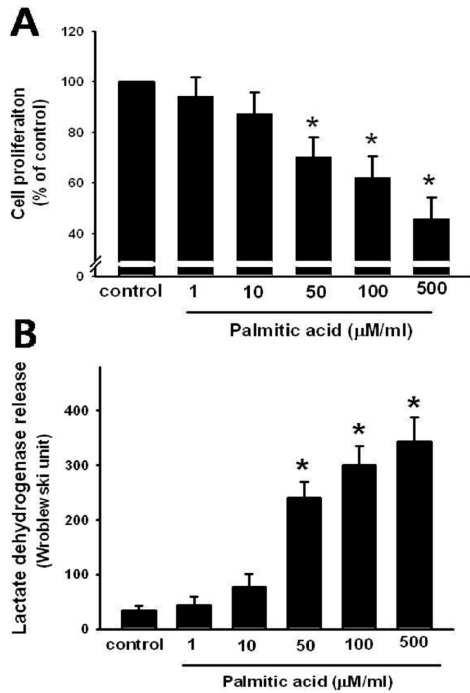 A
Cell proliferaiton
(% of control)
120
100
80
60
40
0
* * *
control 1 10 50 100 500
Palmitic acid (µM/ml)
B
Lactate dehydrogenase release
(Wroblewski unit)
400
300
200
100
0
* * *
control 1 10 50 100 500
Palmitic acid (µM/ml)